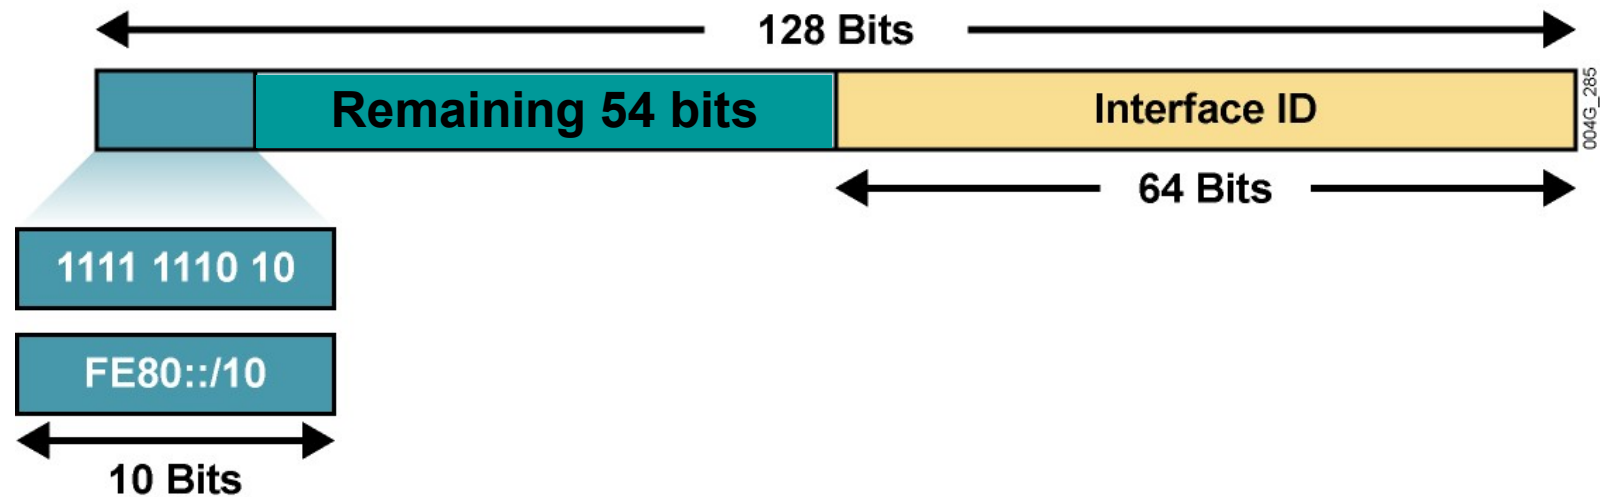 128 Bits
Remaining 54 bits
Interface ID
004G_285
64 Bits
1111 1110 10
FE80::/10
10 Bits